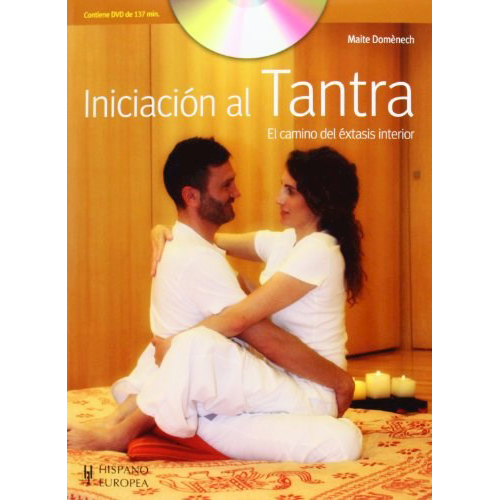 Contiene DVD de 137 min.
Maite Domènech
Iniciación al Tantra
El camino del éxtasis interior
HISPANO
EUROPEA